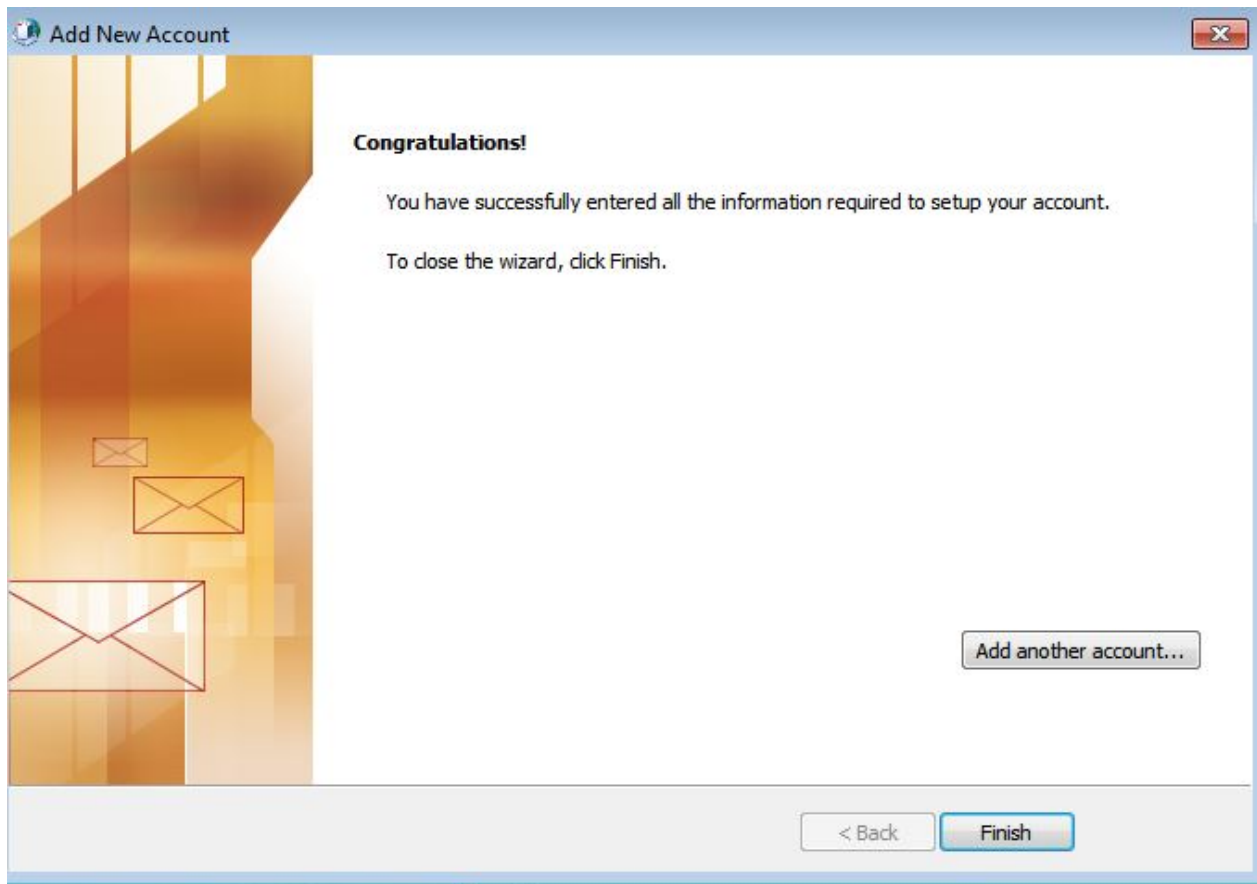 Add New Account
Congratulations!
You have successfully entered all the information required to setup your account.
To close the wizard, click Finish.
Add another account...
< Back
Finish